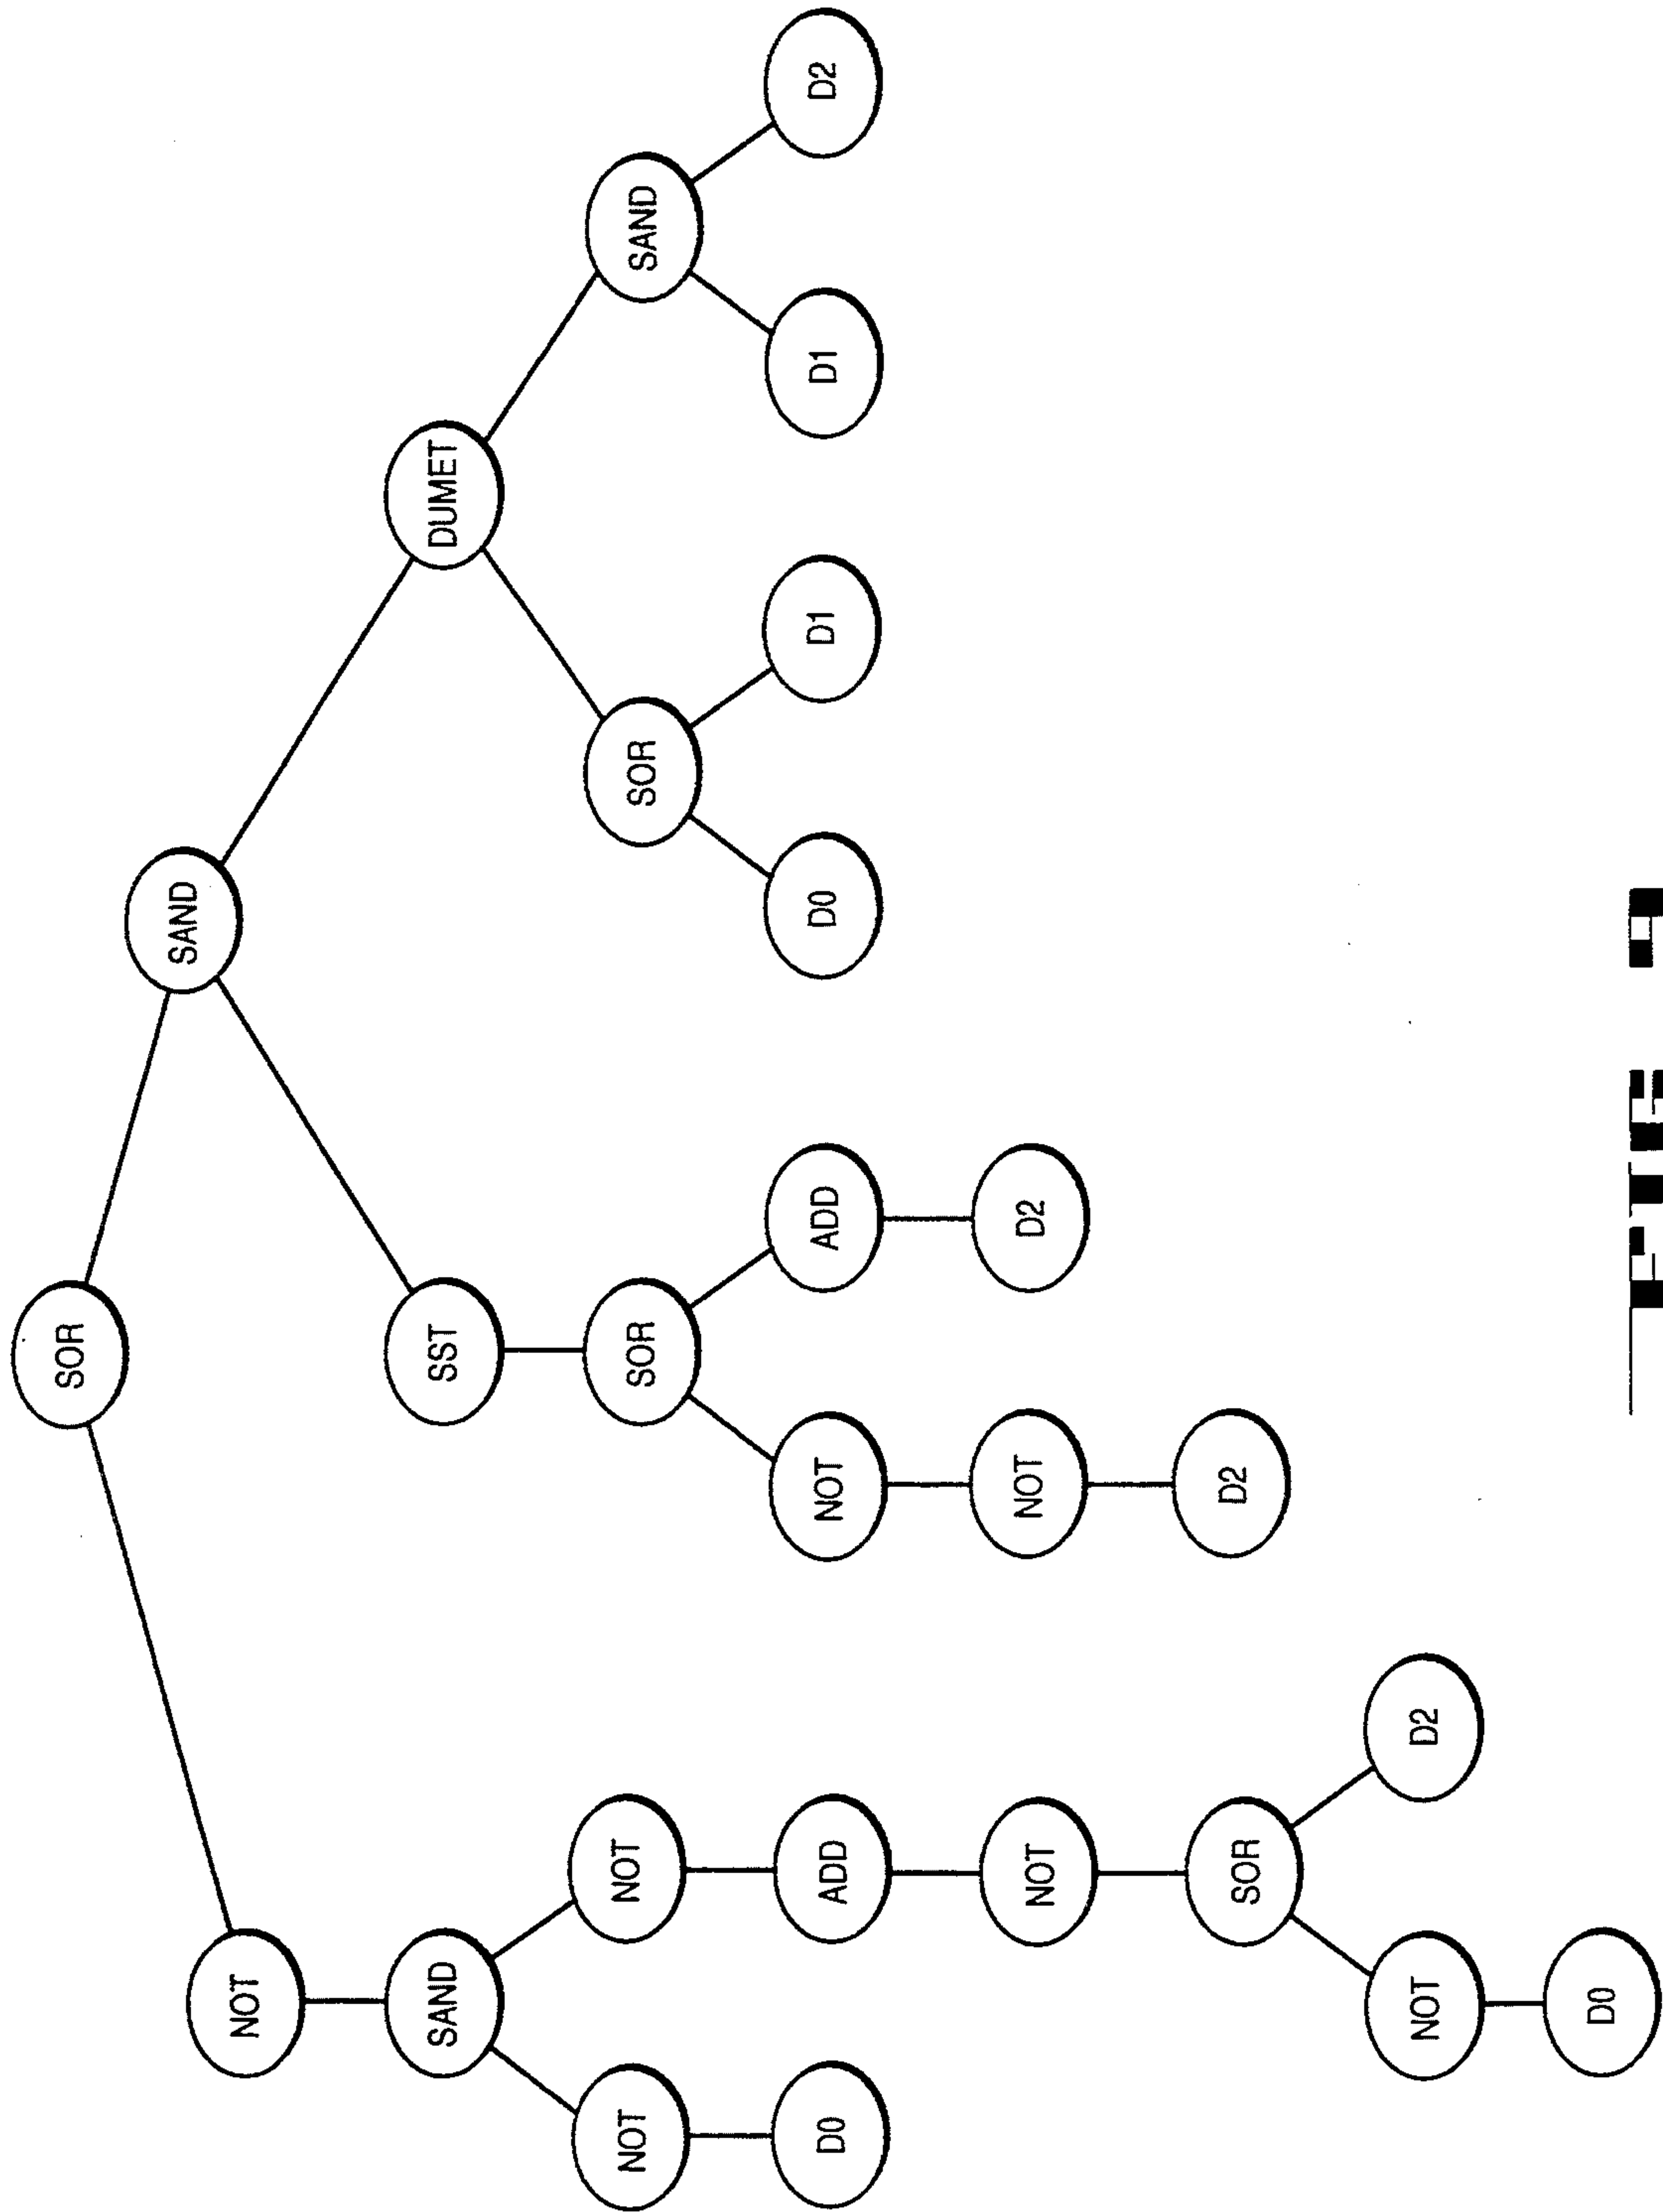 SOR
SAND
NOT
SAND SST DUMET
NOT NOT SOR SOR SAND
D0 ADD NOT ADD D0 D1 D1 D2
NOT NOT D2
SOR D2
NOT D2
D0